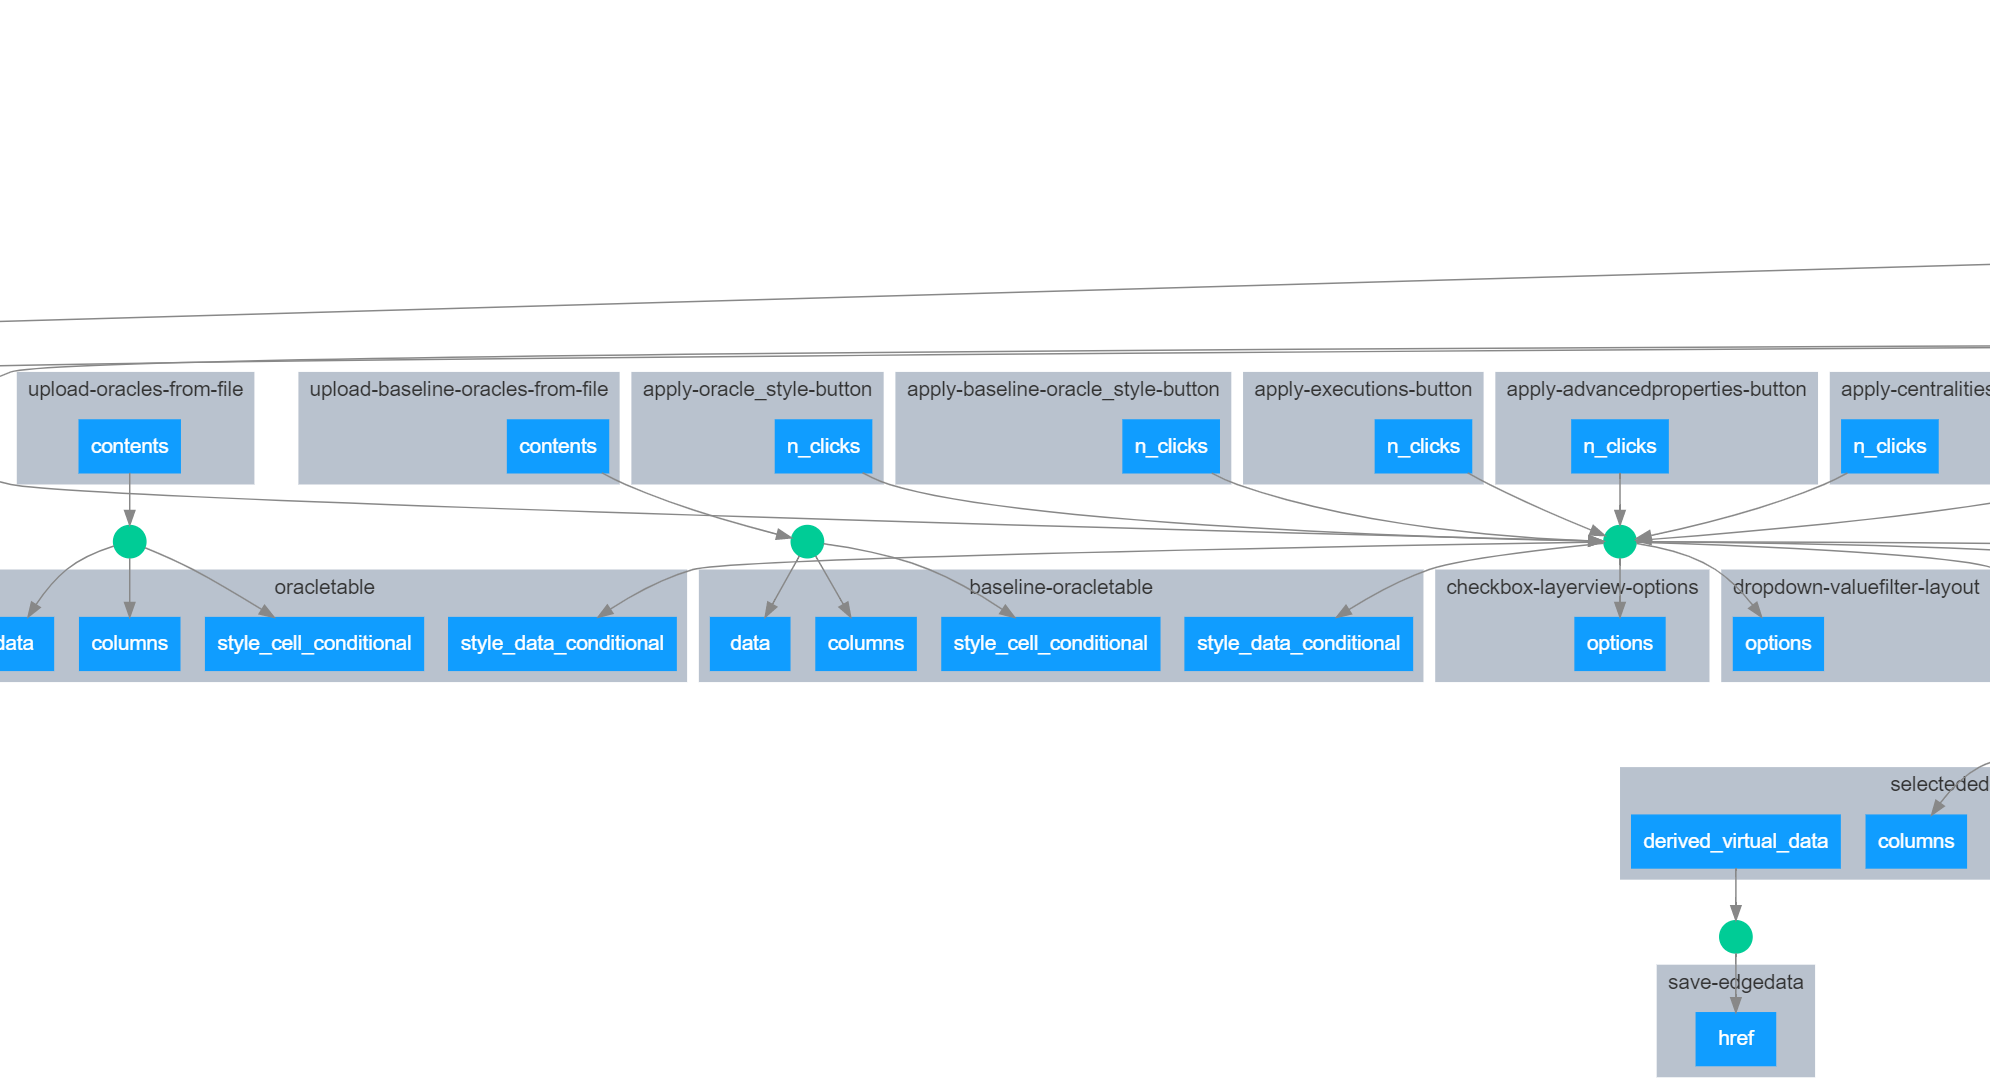 upload-oracles-from-file
upload-baseline-oracles-from-file
apply-oracle_style-button
apply-baseline-oracle_style-button
apply-executions-button
apply-advancedproperties-button
apply-centralities
contents
contents
n_clicks
n_clicks
n_clicks
n_clicks
n_clicks
oracletable
baseline-oracletable
checkbox-layerview-options
dropdown-valuefilter-layout
data
columns
style_cell_conditional
style_data_conditional
data
columns
style_cell_conditional
style_data_conditional
options
options
selecteded
derived_virtual_data
columns
save-edgedata
href